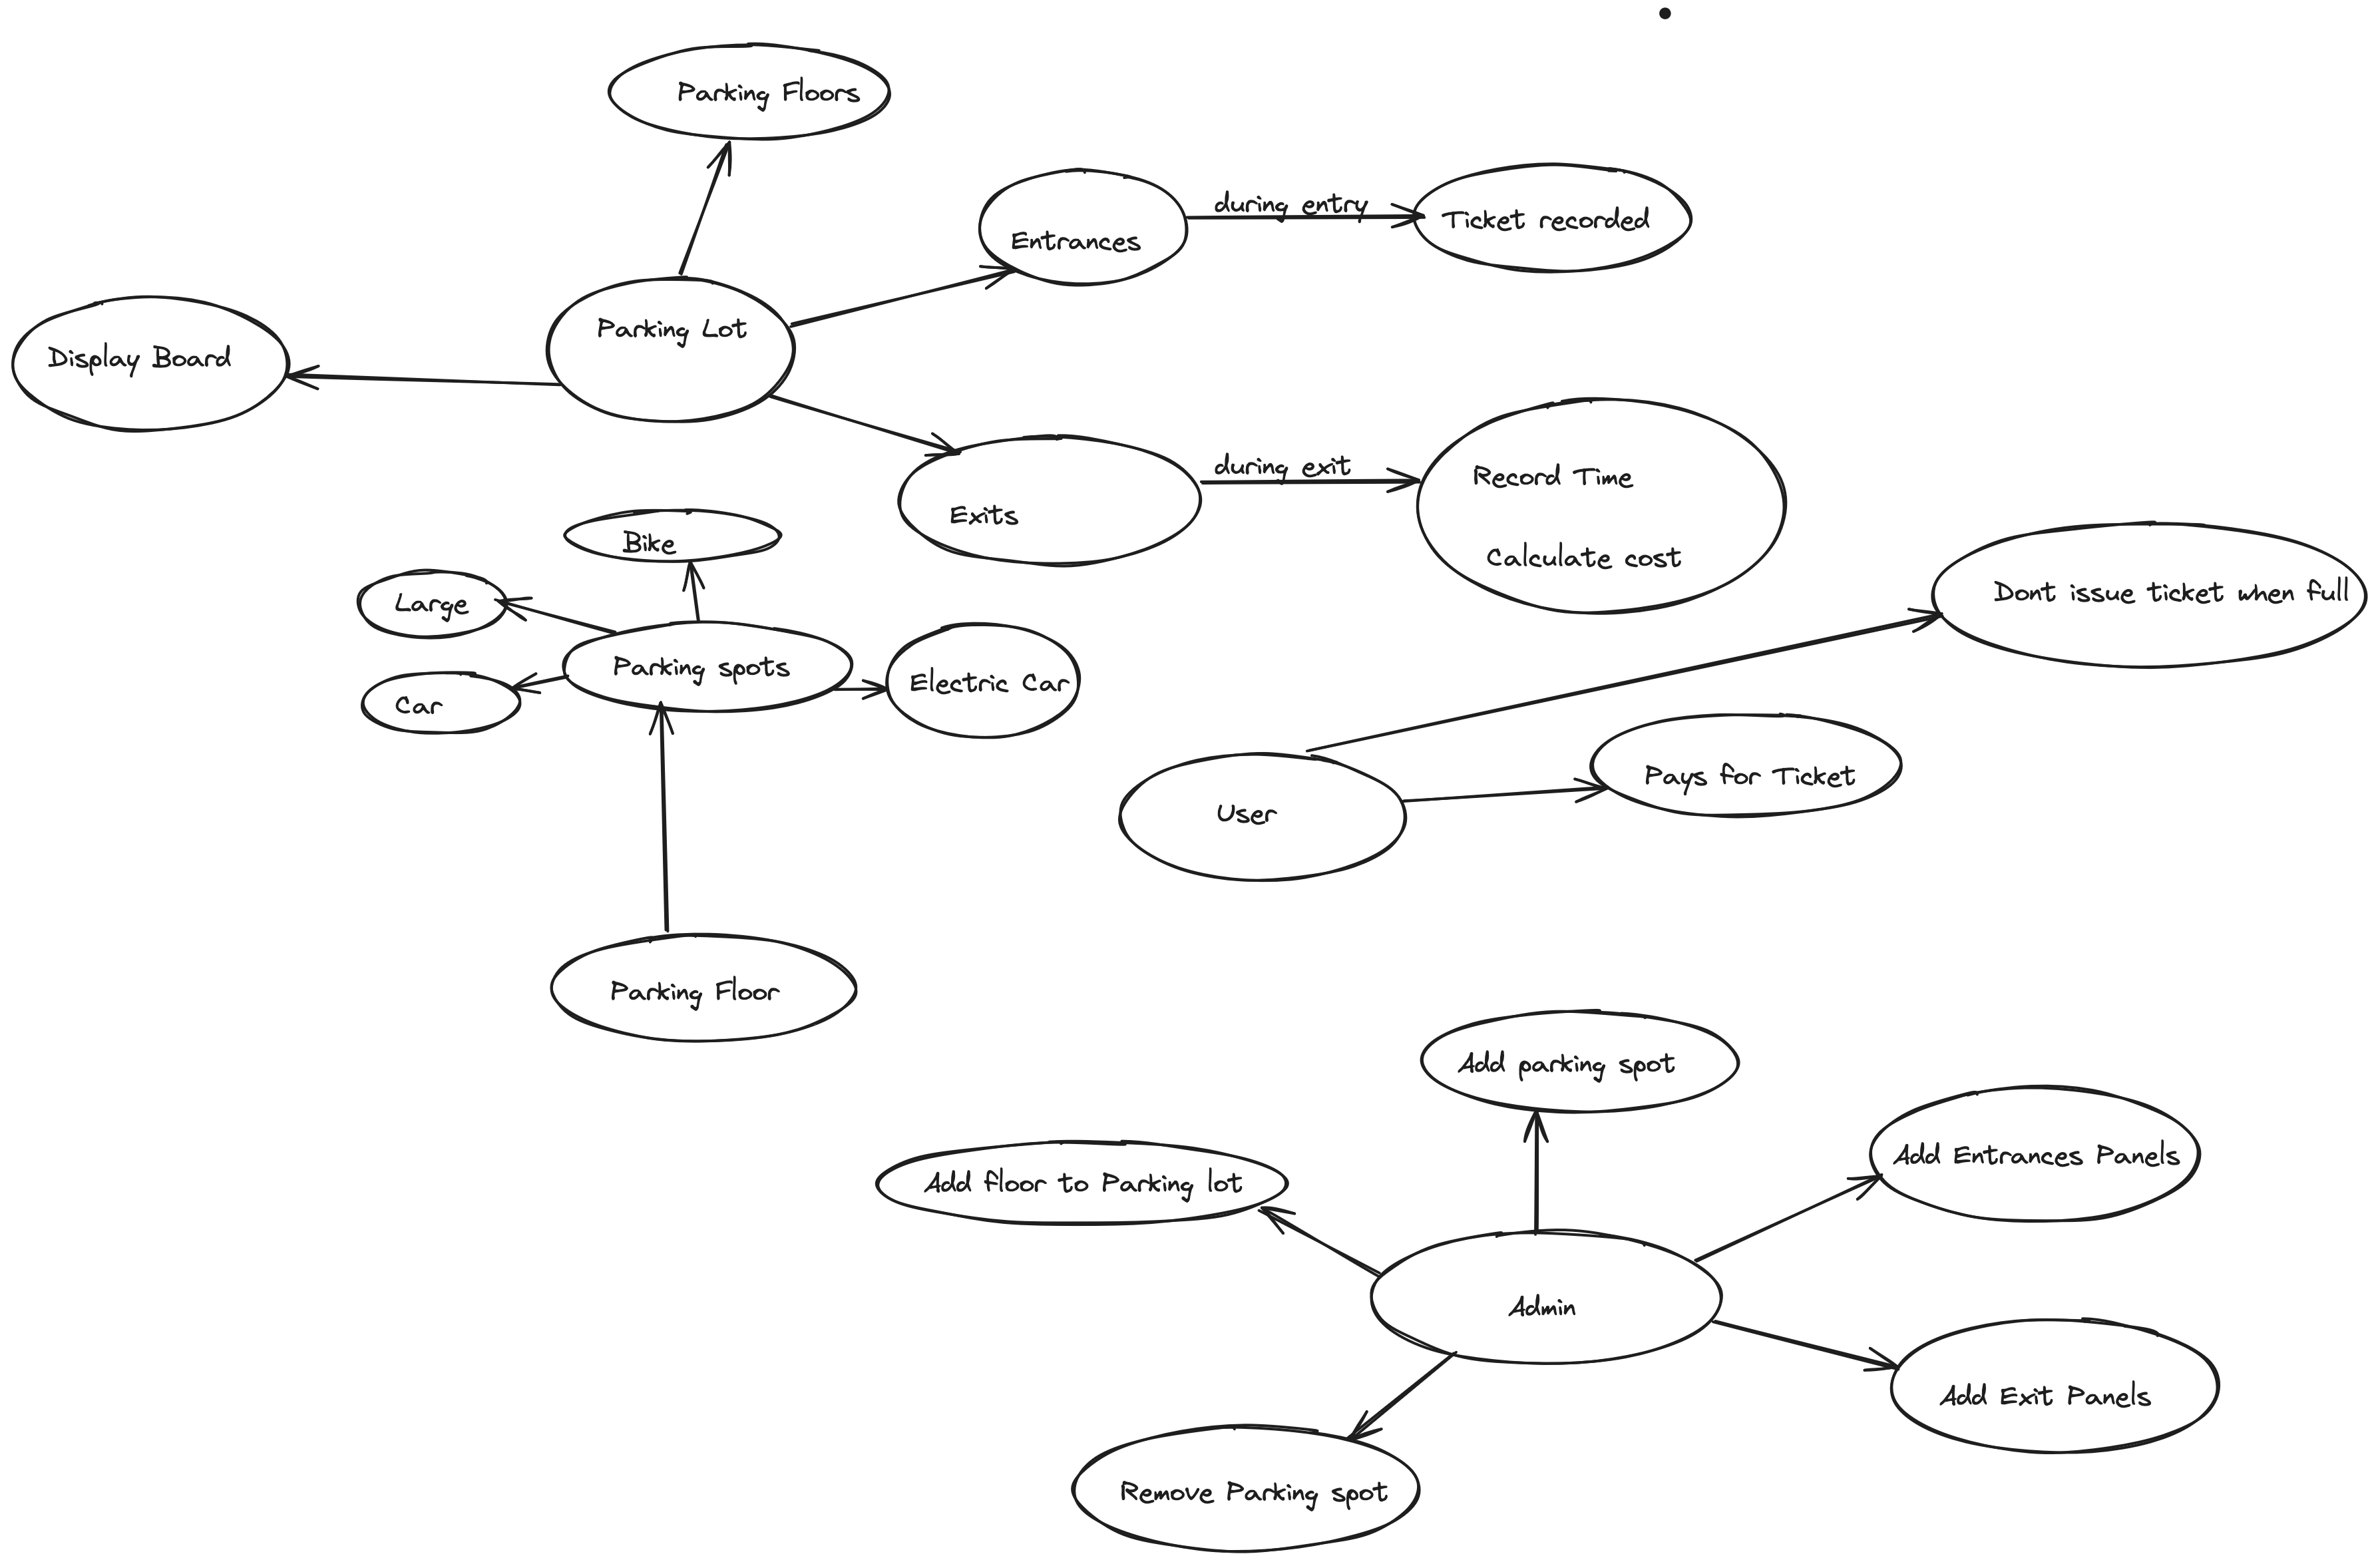 Parking Floors
during entry
Ticket recorded
Entrances
Parking Lot
Display Board
during exit
Record Time
Exits
Calculate cost
Bike
Large
Dont issue ticket when full
Parking spots
Electric Car
Car
Pays for Ticket
User
Parking Floor
Add parking spot
Add Entrances Panels
Add floor to Parking lot
Admin
Add Exit Panels
Remove Parking spot